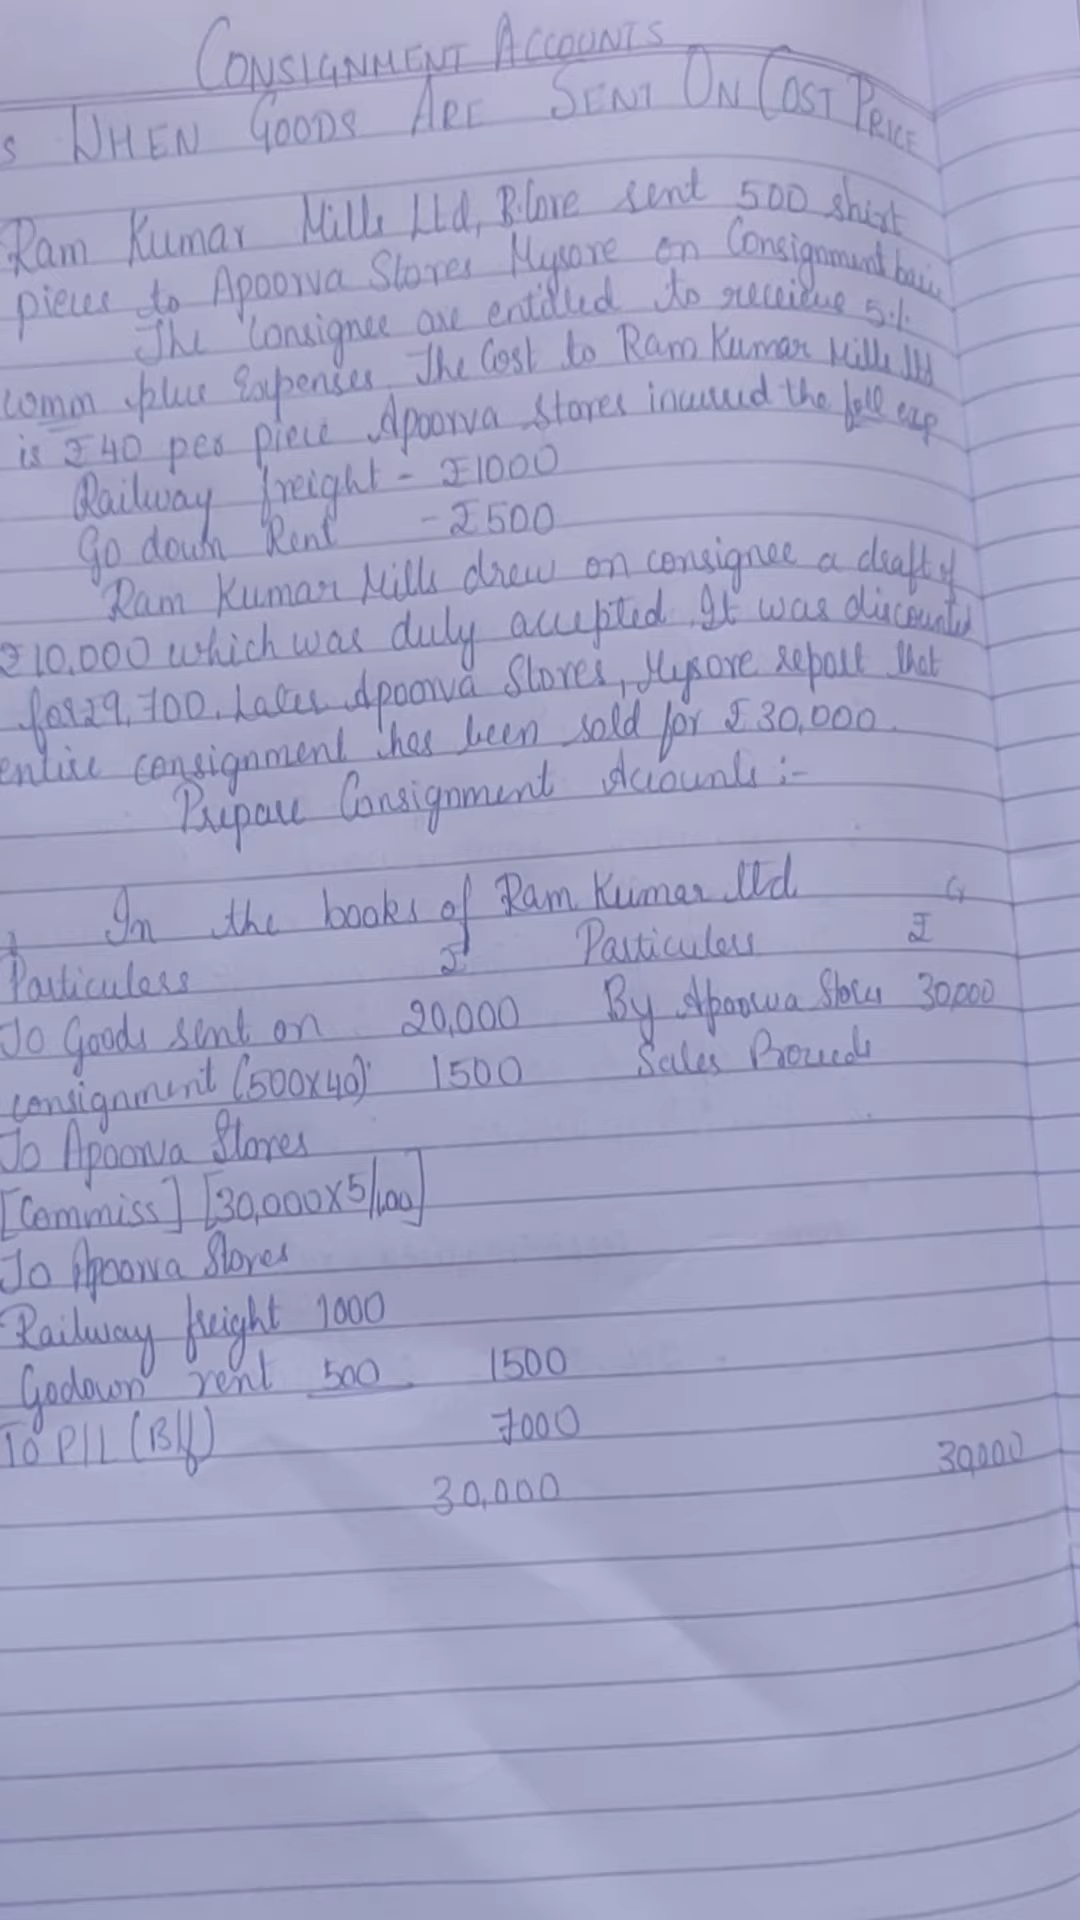 CONSIGNMENT ACCOUNTS
S WHEN GOODS ARE SENT ON COST PRICE
Ram Kumar Mills Ltd, B.lore sent 500 shirt
pieces to Apoorva Stores Mysore on Consignment basis
The Consignee are entitled to receieve 5%
comm plus Expenses. The Cost to Ram Kumar Mills ltd
is ₹40 per piece Apoorva stores incurred the foll exp
Railway freight - ₹1000
Go down Rent - ₹500
Ram Kumar Mills drew on consignee a draft of
₹10,000 which was duly accepted. It was discounted
for ₹9,700. Later Apoorva Stores, Mysore report that
entire consignment has been sold for ₹30,000.
Prepare Consignment Accounts :-
In the books of Ram Kumar ltd
Particulars ₹ Particulars ₹
To Goods sent on 20,000 By Apoorva Stores 30,000
consignment (500x40) 1500 Sales Proceeds
To Apoorva Stores
[Commiss] [30,000x5/100]
To Apoorva Stores
Railway freight 1000
Godown rent 500 1500
To P/L (B/f) 7000
30,000 30,000